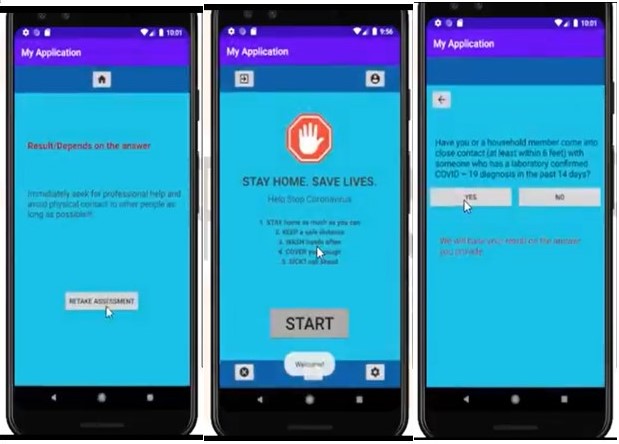 10:01
My Application
Result/Depends on the answer
Immediately seek for professional help and
avoid physical contact to other people as
long as possible!!!
RETAKE ASSESSMENT
9:56
My Application
STAY HOME. SAVE LIVES.
Help Stop Coronavirus
1. STAY home as much as you can
2. KEEP a safe distance
3. WASH hands often
4. COVER your cough
5. SICK? call ahead
START
Welcome!
10:01
My Application
Have you or a household member come into
close contact (at least within 6 feet) with
someone who has a laboratory confirmed
COVID – 19 diagnosis in the past 14 days?
YES
NO
We will base your result on the answer
you provide